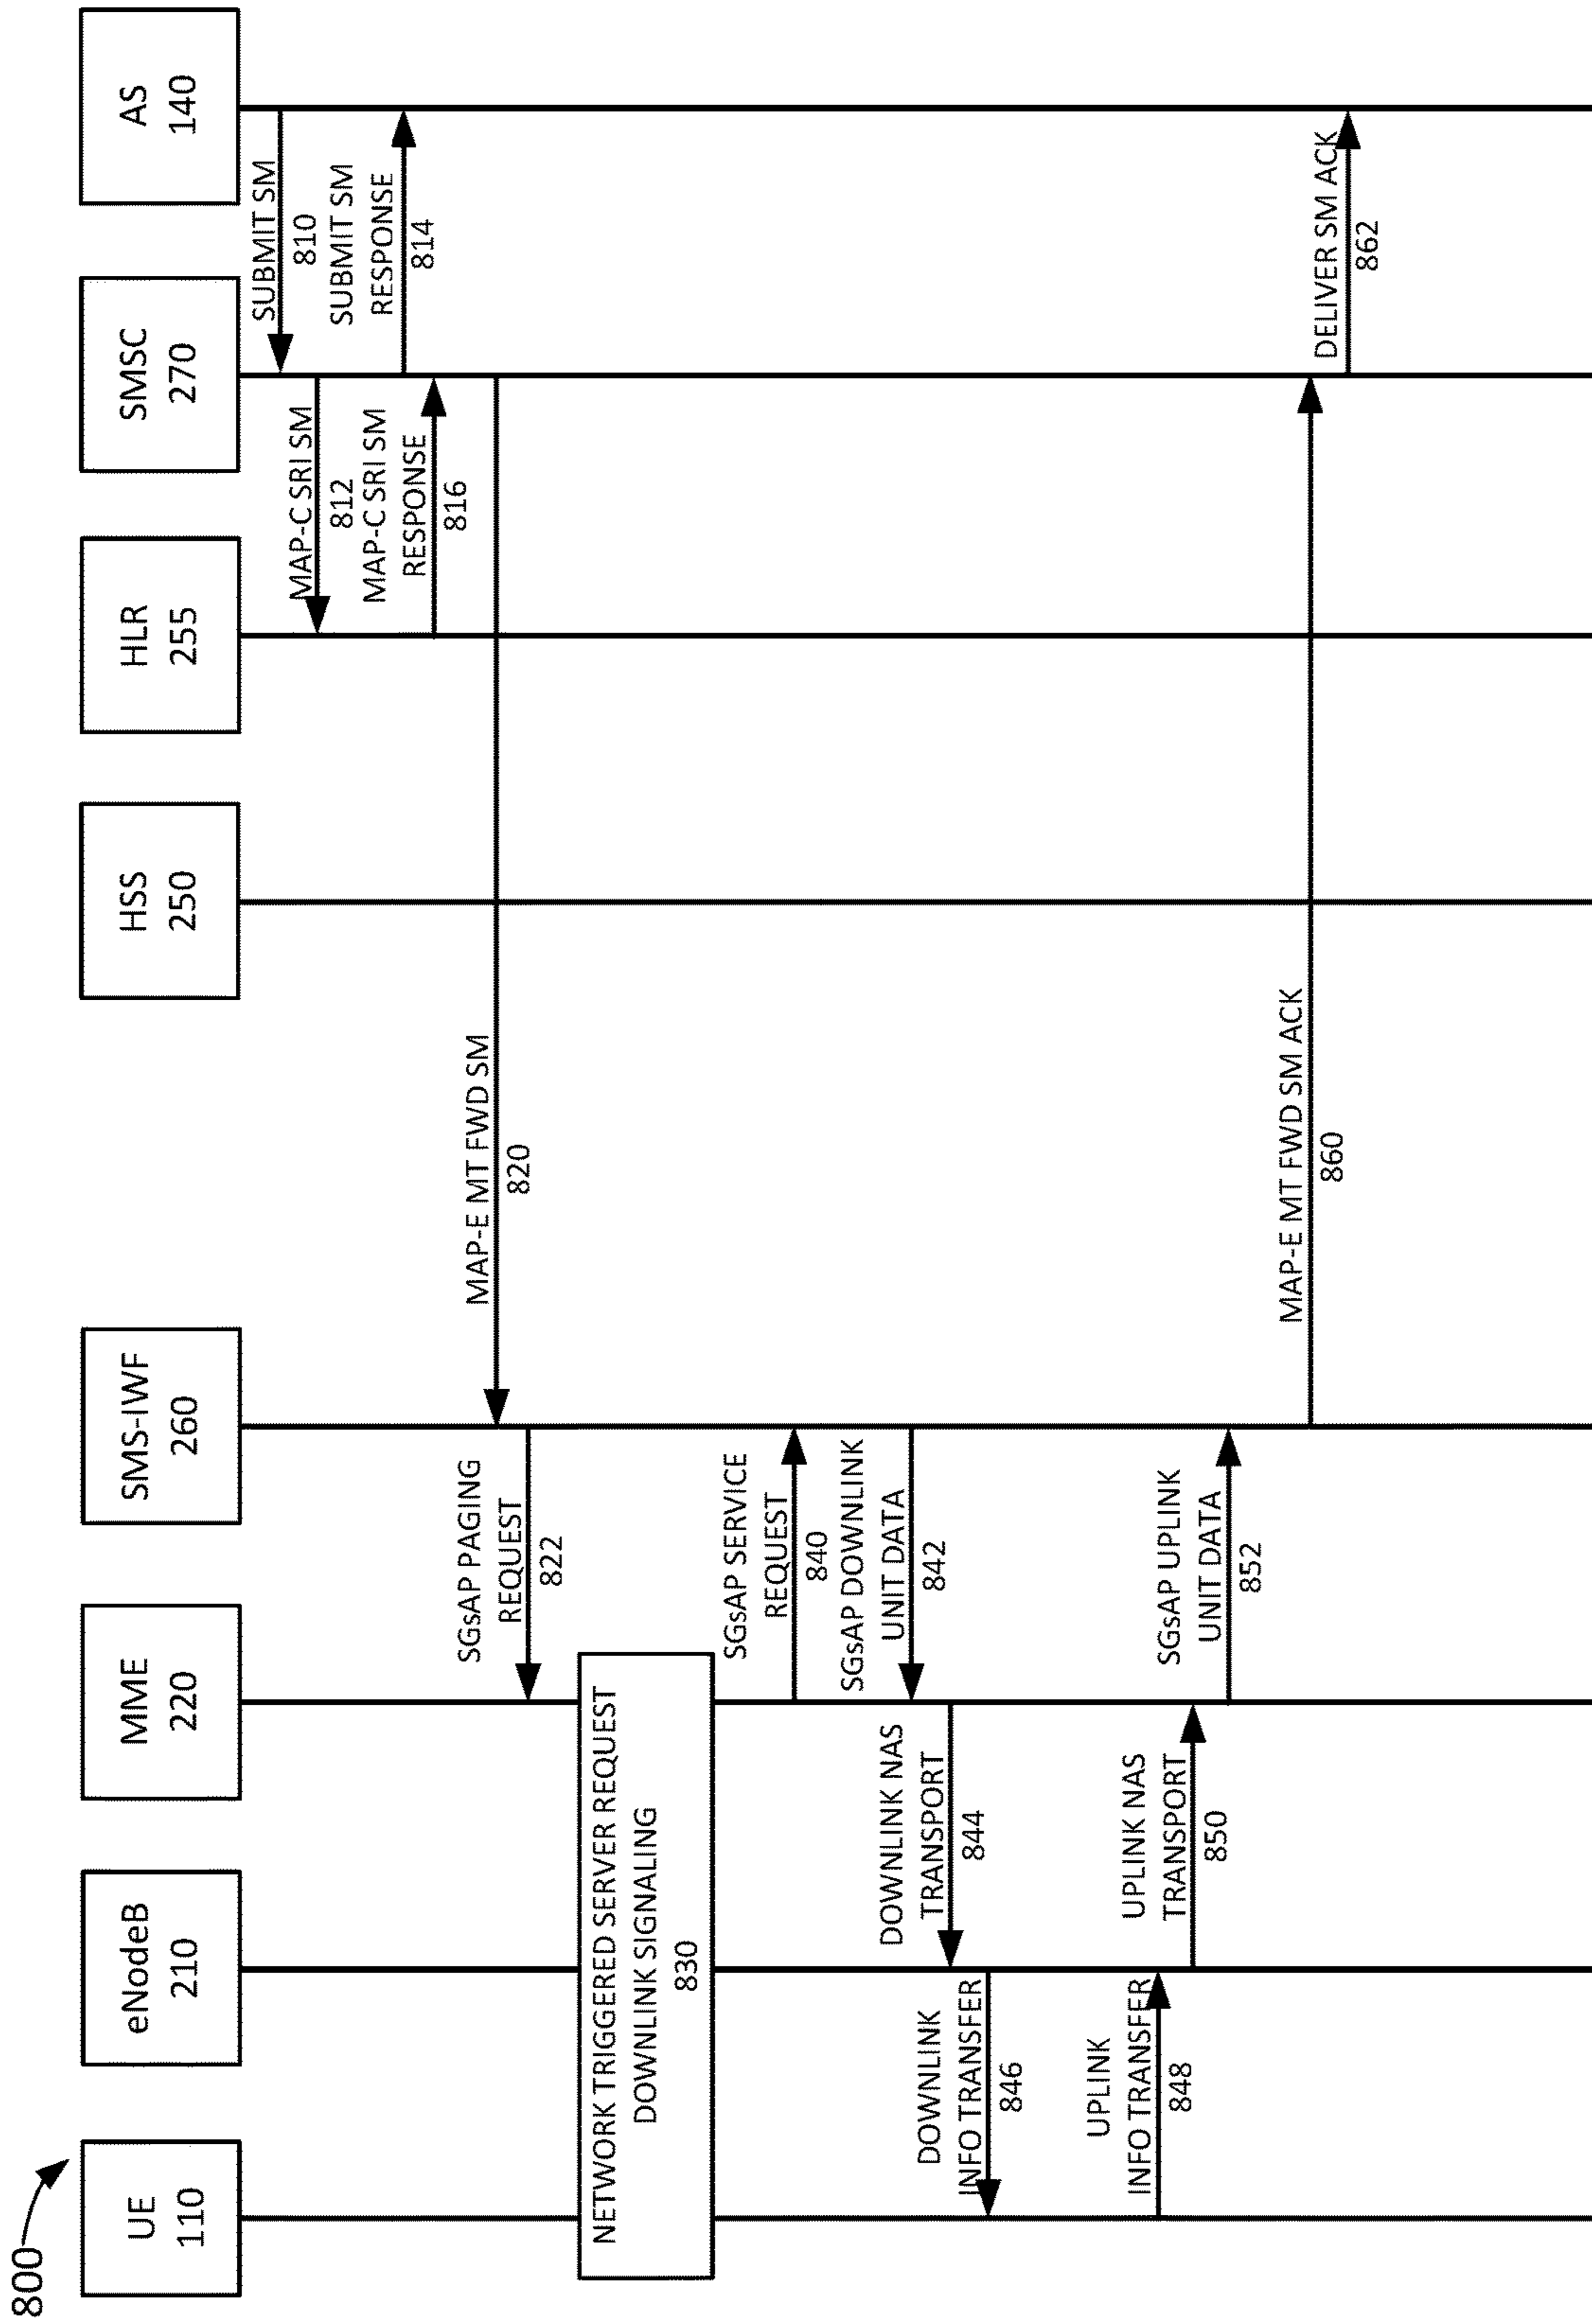 800
UE
110
eNodeB
210
MME
220
SMS-IWF
260
HSS
250
HLR
255
SMSC
270
AS
140
SUBMIT SM
810
MAP-C SRI SM
812
SUBMIT SM
RESPONSE
814
MAP-C SRI SM
RESPONSE
816
MAP-E MT FWD SM
820
SGsAP PAGING
REQUEST
822
NETWORK TRIGGERED SERVER REQUEST
DOWNLINK SIGNALING
830
SGsAP SERVICE
REQUEST
840
SGsAP DOWNLINK
UNIT DATA
842
DOWNLINK NAS
TRANSPORT
844
DOWNLINK
INFO TRANSFER
846
UPLINK
INFO TRANSFER
848
UPLINK NAS
TRANSPORT
850
SGsAP UPLINK
UNIT DATA
852
MAP-E MT FWD SM ACK
860
DELIVER SM ACK
862